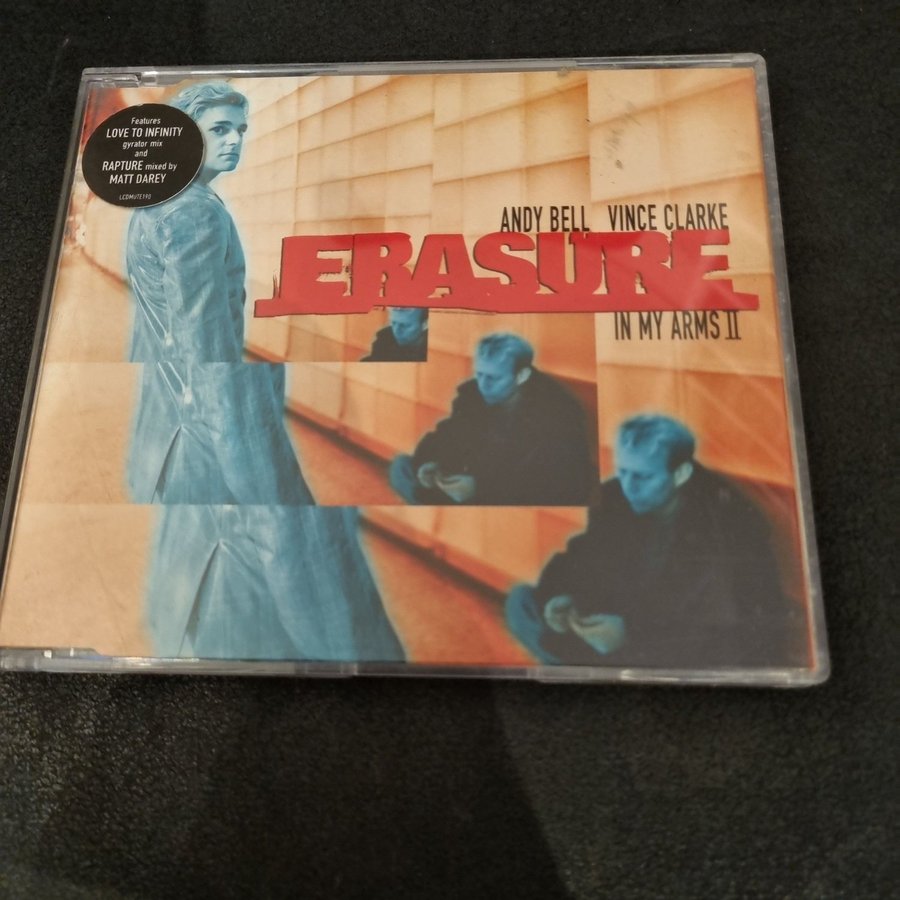 Features
LOVE TO INFINITY
gyrator mix
and
RAPTURE mixed by
MATT DAREY
LCDMUTE190
ANDY BELL VINCE CLARKE
ERASURE
IN MY ARMS II